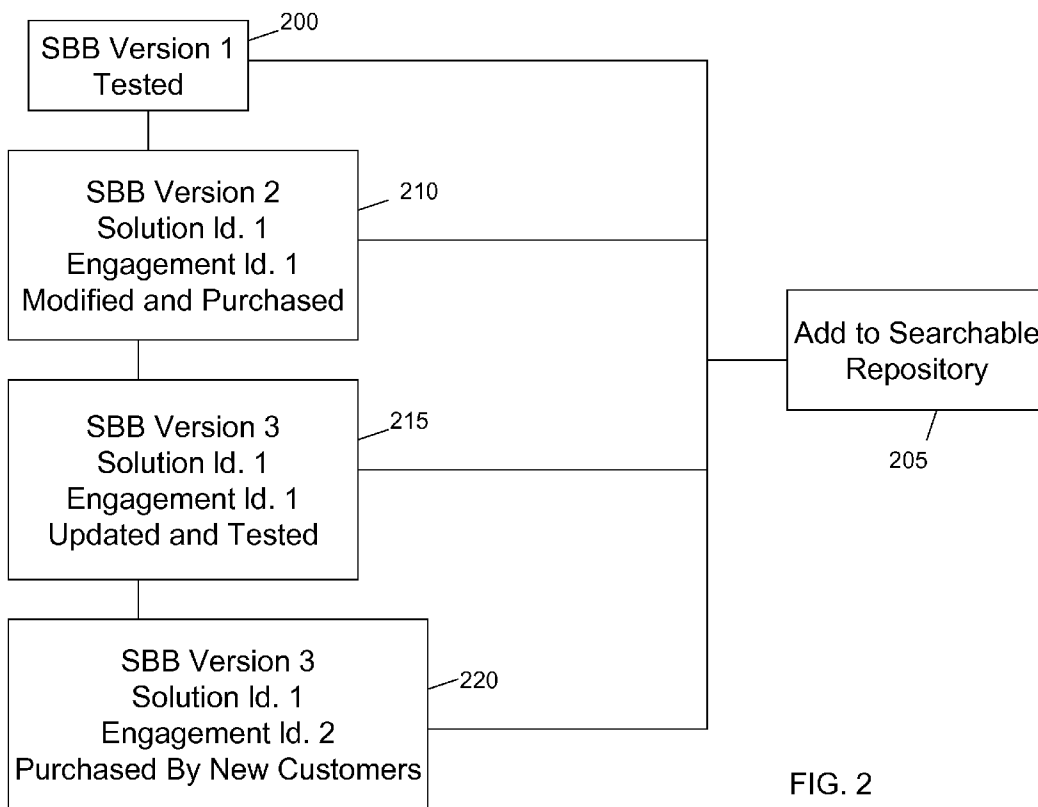 200
SBB Version 1
Tested
SBB Version 2
Solution Id. 1
Engagement Id. 1
Modified and Purchased
210
SBB Version 3
Solution Id. 1
Engagement Id. 1
Updated and Tested
215
SBB Version 3
Solution Id. 1
Engagement Id. 2
Purchased By New Customers
220
Add to Searchable
Repository
205
FIG. 2